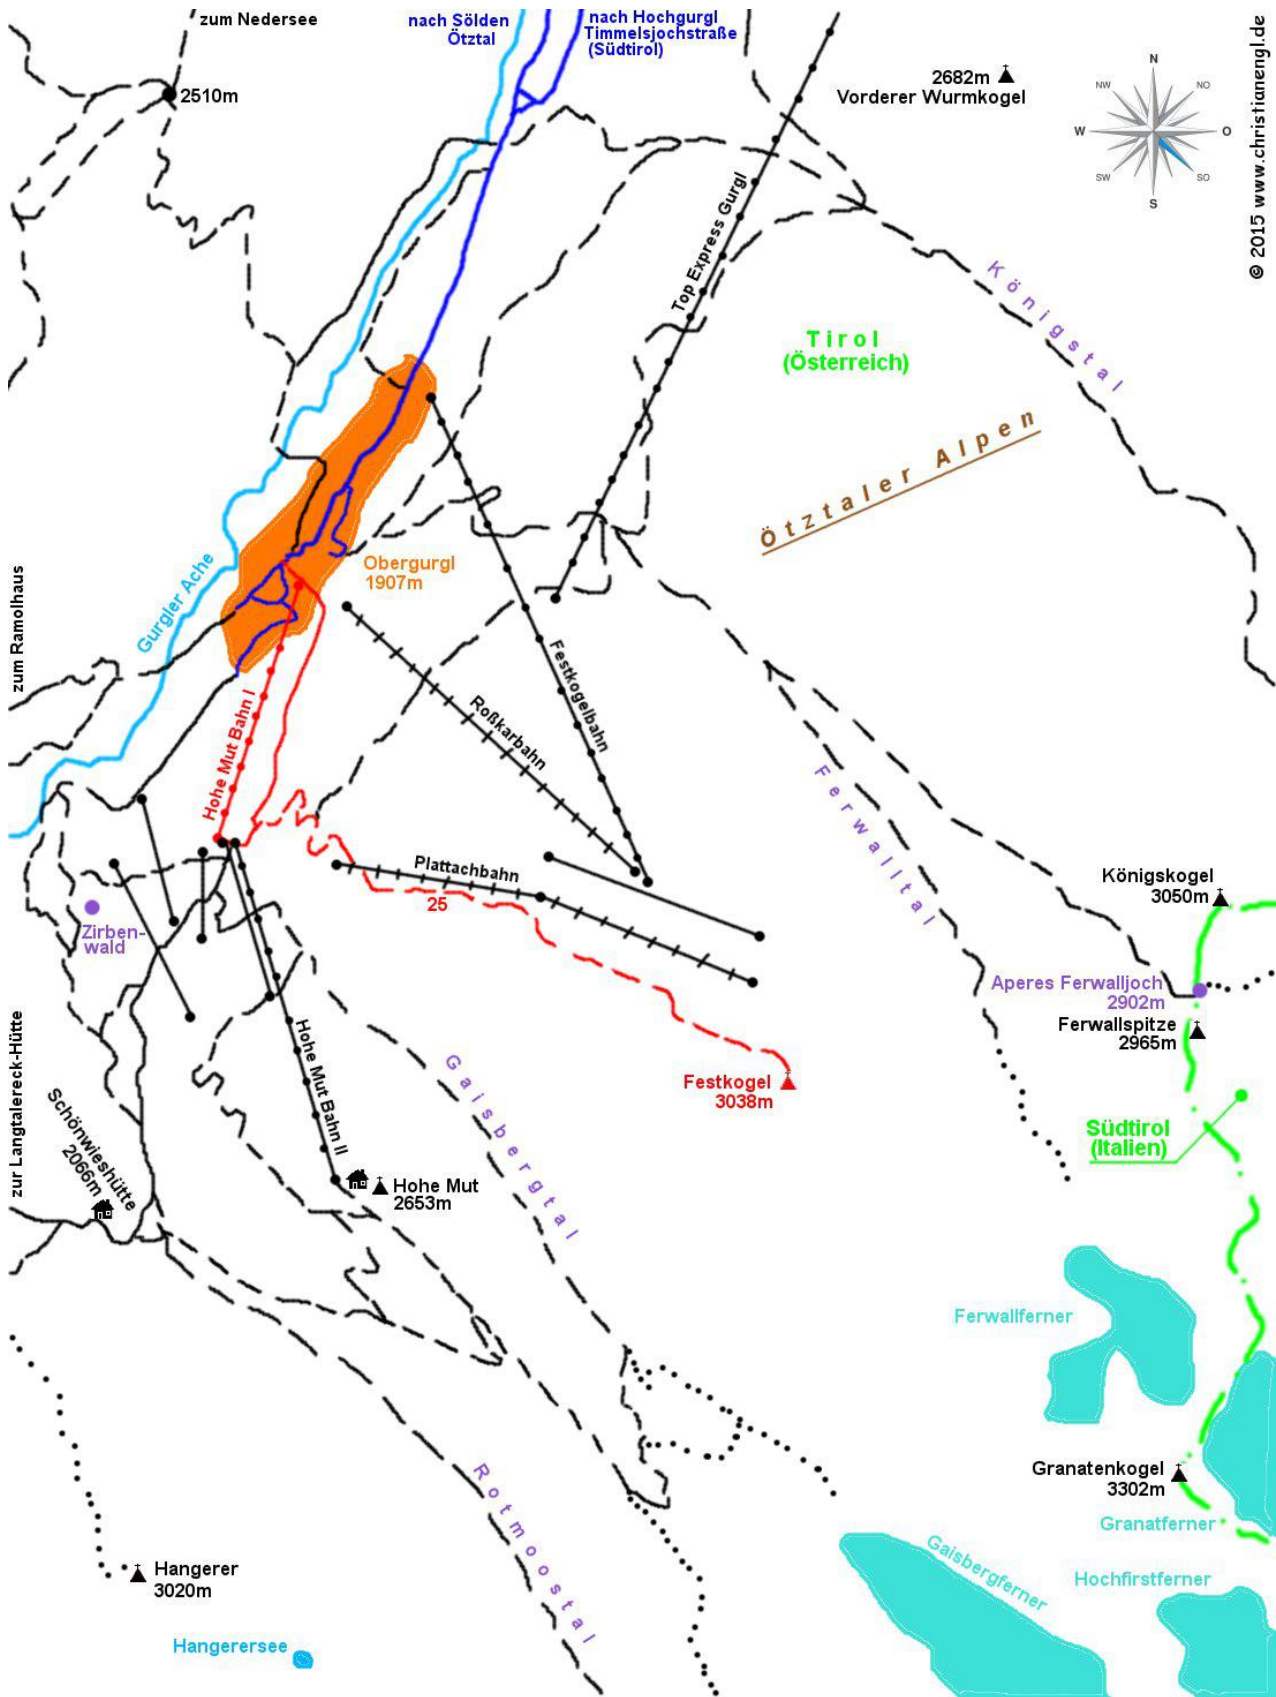 zum Nedersee
nach Sölden
Ötztal
nach Hochgurgl
Timmelsjochstraße
(Südtirol)
2510m
2682m
Vorderer Wurmkogel
N
NW
NO
W
O
SW
SO
S
© 2015 www.christianengl.de
Top Express Gurgl
Königstal
Tirol
(Österreich)
Ötztaler Alpen
Gurgler Ache
Obergurgl
1907m
zum Ramolhaus
Hohe Mut Bahn I
Roßkarbahn
Festkogelbahn
Ferwalltal
Plattachbahn
25
Zirben-
wald
Königskogel
3050m
Aperes Ferwalljoch
2902m
Ferwallspitze
2965m
zur Langtalereck-Hütte
Schönwieshütte
2066m
Hohe Mut Bahn II
Gaisbergtal
Festkogel
3038m
Südtirol
(Italien)
Hohe Mut
2653m
Ferwallferner
Granatenkogel
3302m
Granatferner
Rotmoostal
Gaisbergferner
Hochfirstferner
Hangerer
3020m
Hangerersee